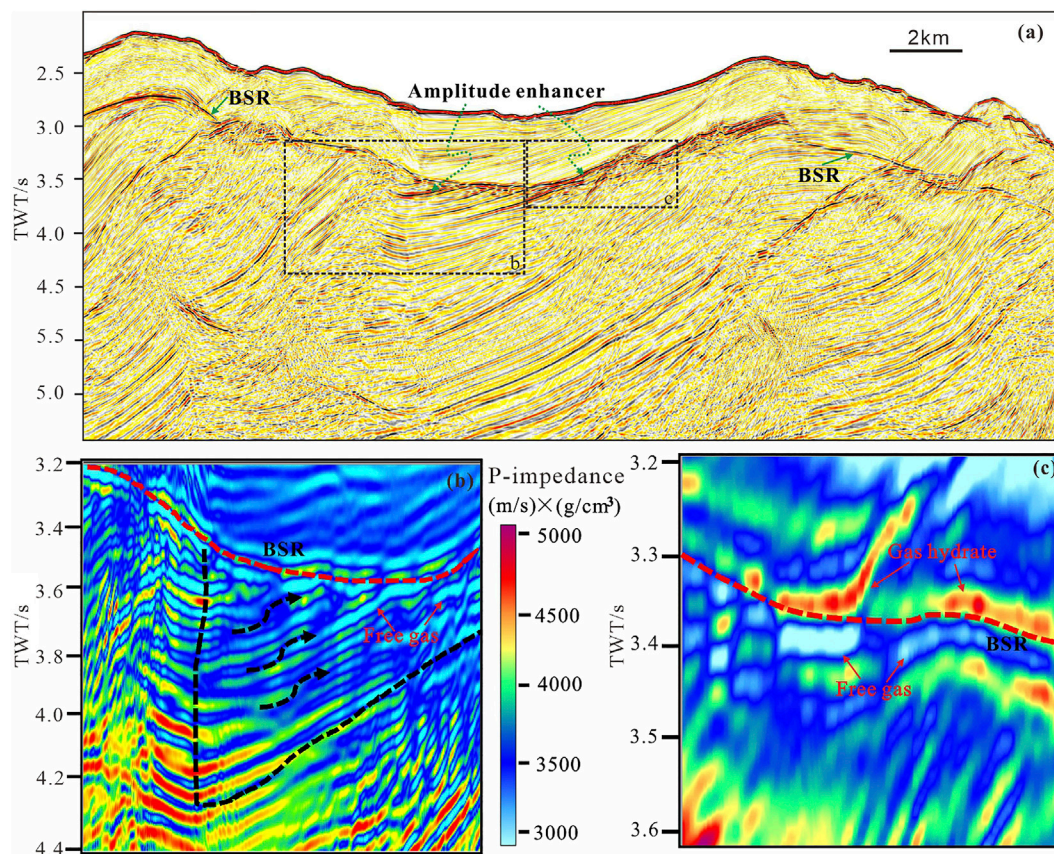 (a)
2km
2.5
3.0
3.5
4.0
4.5
5.5
5.0
TWT/s
BSR
Amplitude enhancer
BSR
b
c
3.2
3.4
3.6
3.8
4.0
4.2
4 4
TWT/s
(b)
BSR
Free gas
P-impedance
(m/s)×(g/cm³)
5000
4500
4000
3500
3000
3.2
3.3
3.4
3.5
3.6
TWT/s
(c)
Gas hydrate
BSR
Free gas